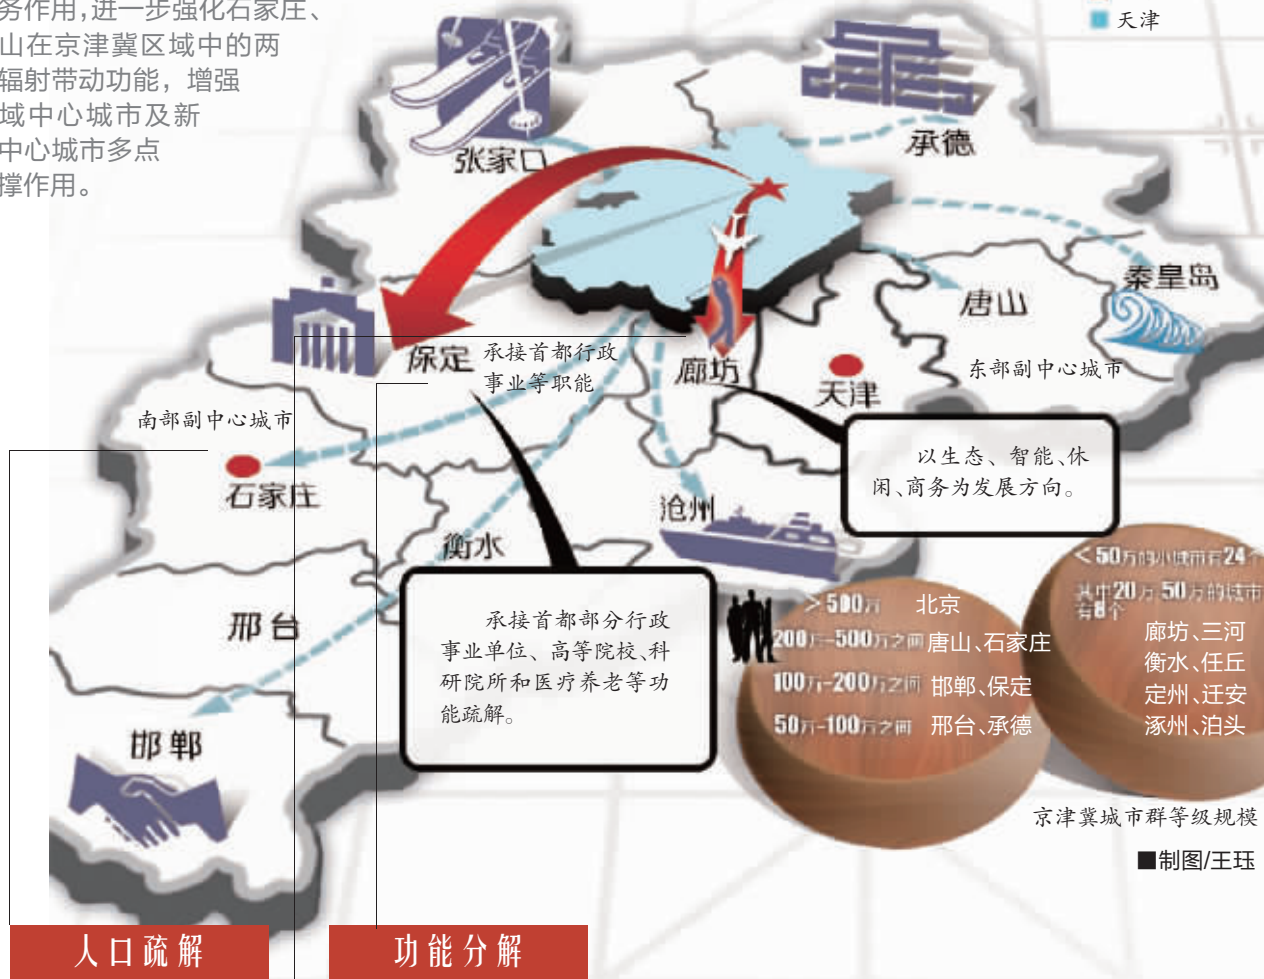 务作用,进一步强化石家庄、
山在京津冀区域中的两
辐射带动功能，增强
域中心城市及新
中心城市多点
撑作用。
天津
张家口
承德
秦皇岛
唐山
东部副中心城市
保定
承接首都行政
事业等职能
廊坊
天津
南部副中心城市
石家庄
以生态、智能、休
闲、商务为发展方向。
沧州
衡水
承接首都部分行政
事业单位、高等院校、科
研院所和医疗养老等功
能疏解。
邢台
邯郸
>500万 北京
200万-500万之间 唐山、石家庄
100万-200万之间 邯郸、保定
50万-100万之间 邢台、承德
<50万的小城市有24个
其中20万-50万的城市
有8个
廊坊、三河
衡水、任丘
定州、迁安
涿州、泊头
京津冀城市群等级规模
■制图/王珏
人口疏解
功能分解